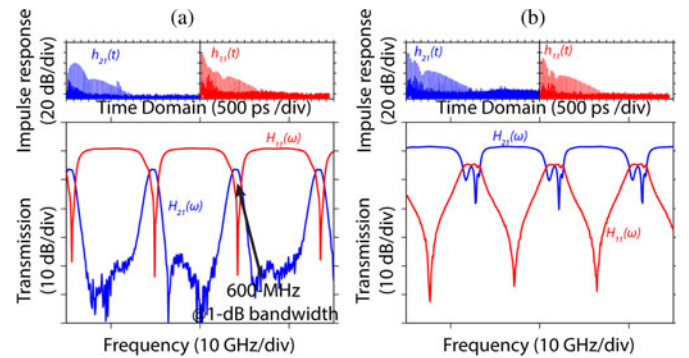 (a)
(b)
Impulse response
(20 dB/div)
h21(t)
h11(t)
Time Domain (500 ps /div)
Impulse response
(20 dB/div)
h21(t)
h11(t)
Time Domain (500 ps /div)
Transmission
(10 dB/div)
H11(ω)
H21(ω)
600-MHz
@1-dB bandwidth
Frequency (10 GHz/div)
Transmission
(10 dB/div)
H21(ω)
H11(ω)
Frequency (10 GHz/div)